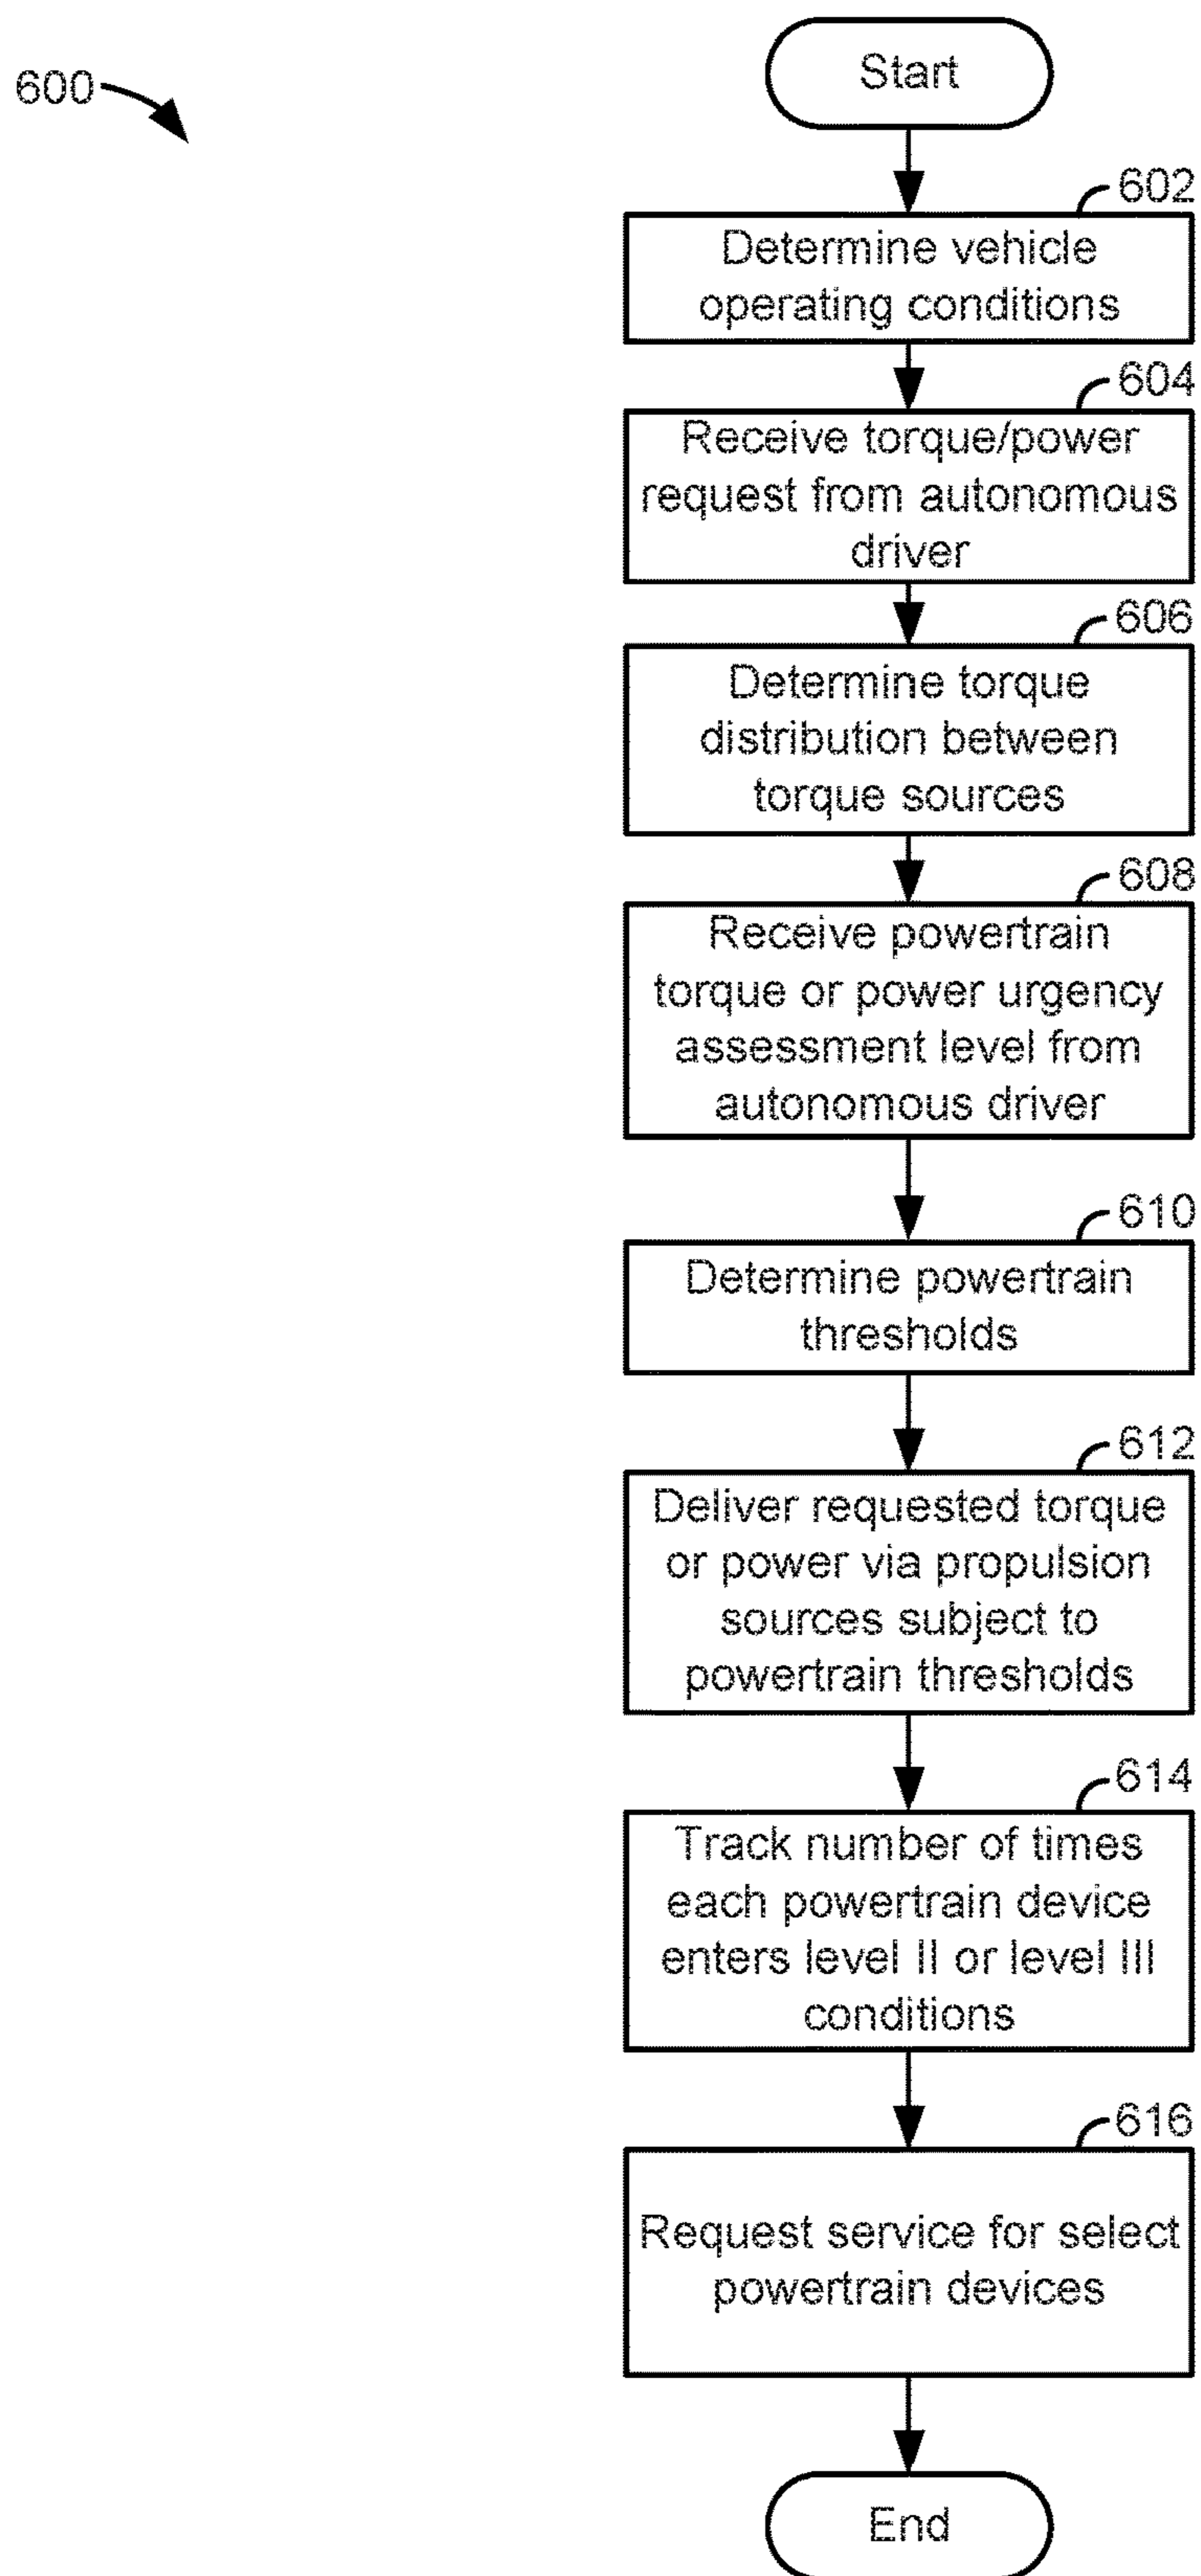 600
Start
602
Determine vehicle
operating conditions
604
Receive torque/power
request from autonomous
driver
606
Determine torque
distribution between
torque sources
608
Receive powertrain
torque or power urgency
assessment level from
autonomous driver
610
Determine powertrain
thresholds
612
Deliver requested torque
or power via propulsion
sources subject to
powertrain thresholds
614
Track number of times
each powertrain device
enters level II or level III
conditions
616
Request service for select
powertrain devices
End